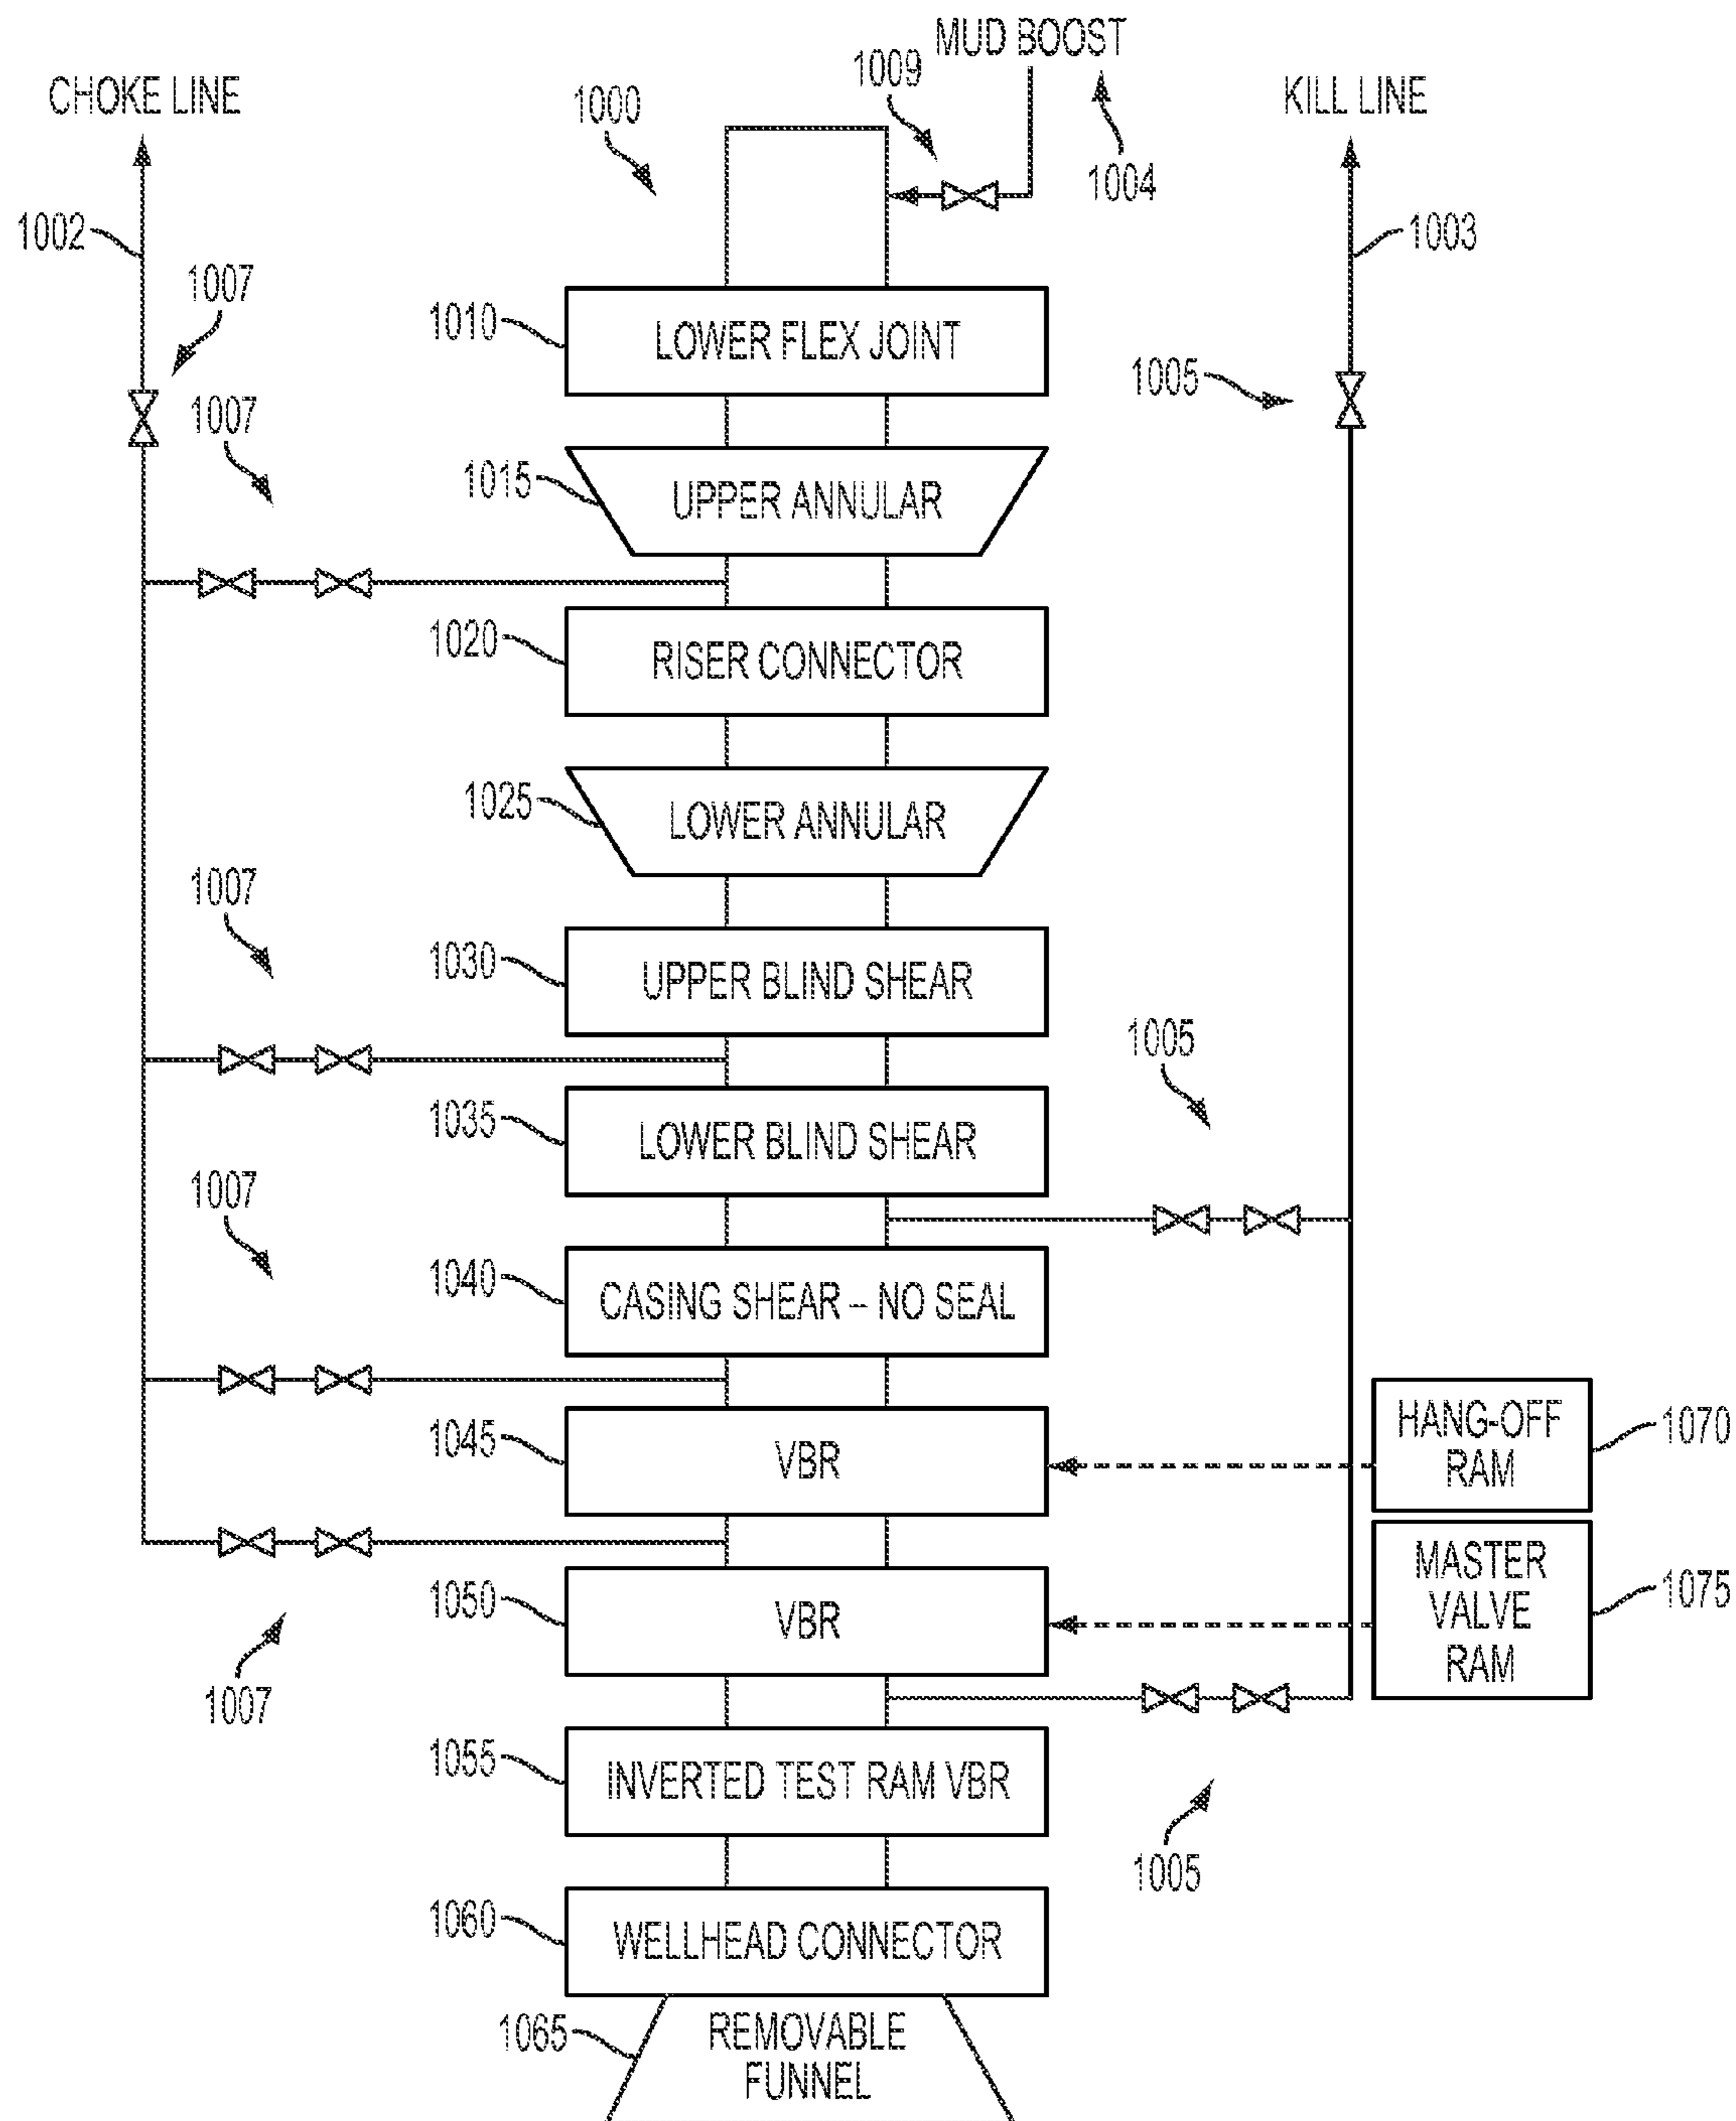 MUD BOOST
1009
CHOKE LINE
1000
KILL LINE
1004
1002
1003
1007
1010
LOWER FLEX JOINT
1005
1007
1015
UPPER ANNULAR
1020
RISER CONNECTOR
1025
LOWER ANNULAR
1007
1030
UPPER BLIND SHEAR
1005
1035
LOWER BLIND SHEAR
1007
1040
CASING SHEAR – NO SEAL
1045
VBR
HANG-OFF
RAM
1070
1050
VBR
MASTER
VALVE
RAM
1075
1007
1055
INVERTED TEST RAM VBR
1005
1060
WELLHEAD CONNECTOR
1065
REMOVABLE
FUNNEL